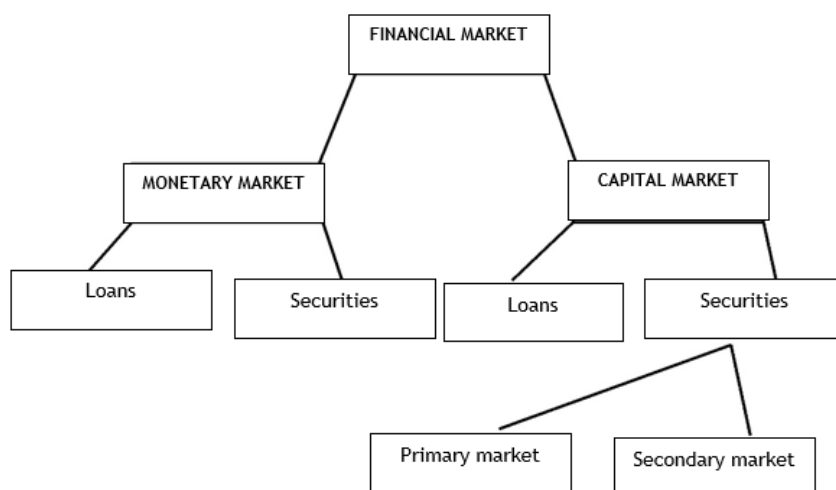 FINANCIAL MARKET
MONETARY MARKET
CAPITAL MARKET
Loans
Securities
Loans
Securities
Primary market
Secondary market